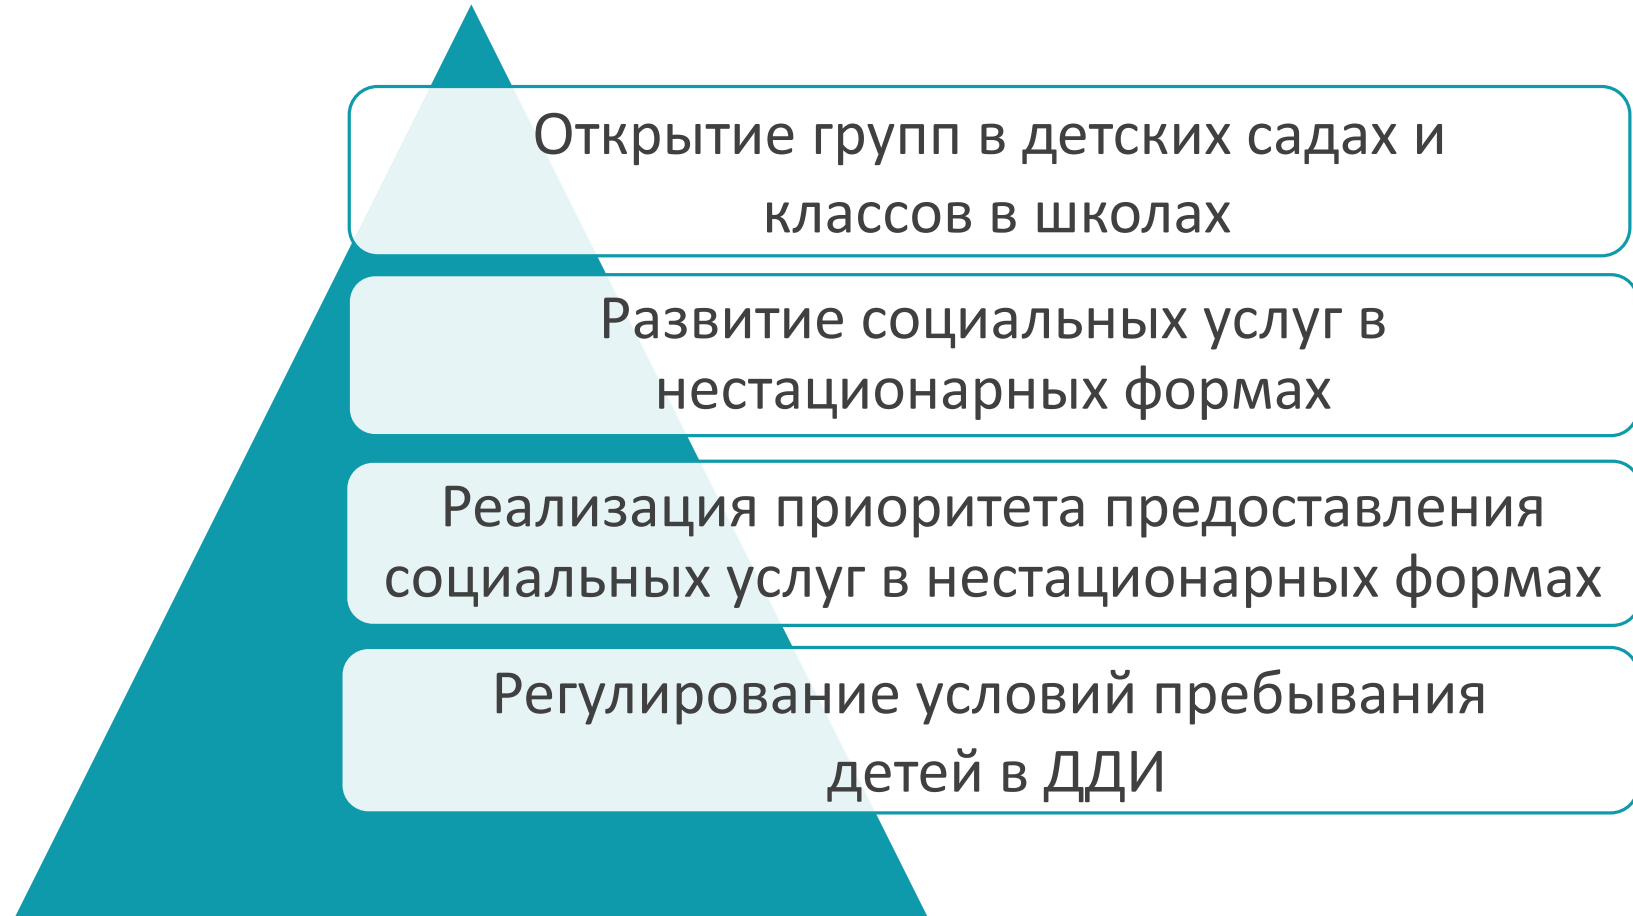 Открытие групп в детских садах и
классов в школах
Развитие социальных услуг в
нестационарных формах
Реализация приоритета предоставления
социальных услуг в нестационарных формах
Регулирование условий пребывания
детей в ДДИ